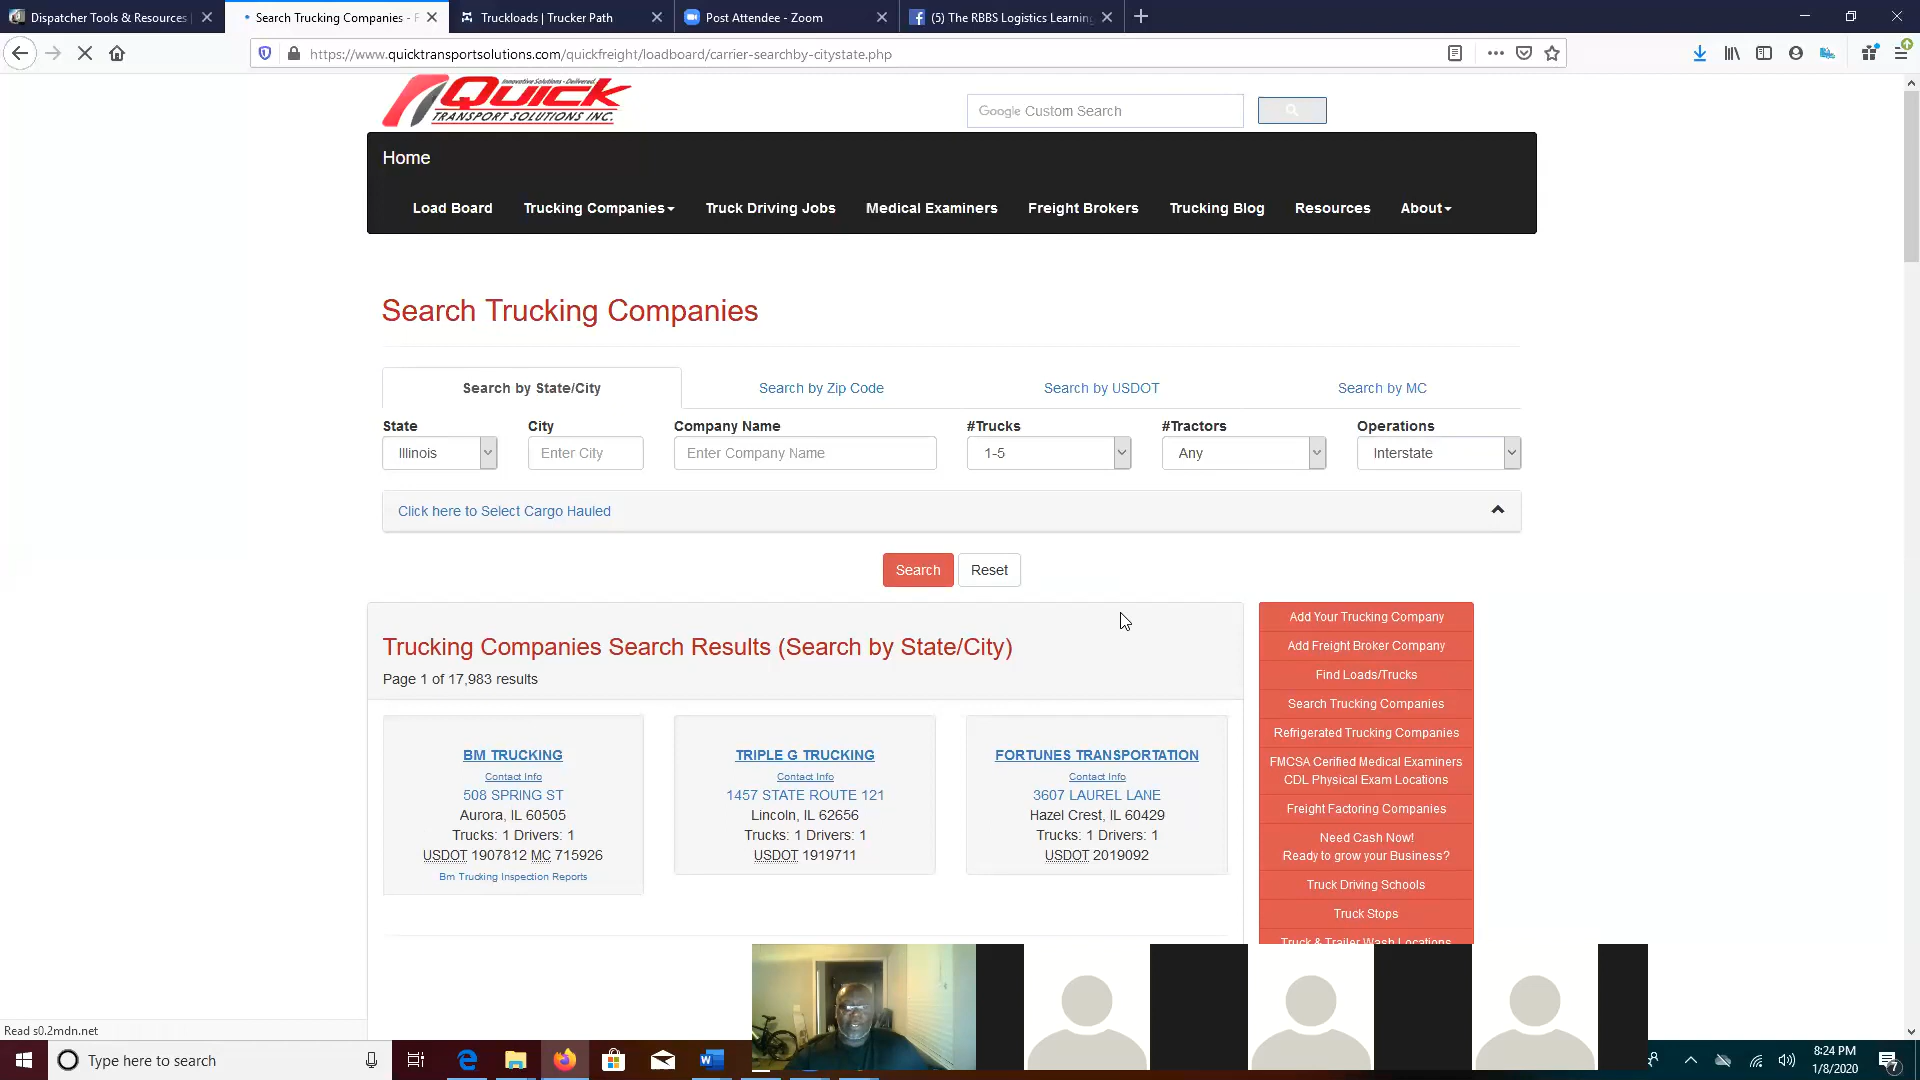 Dispatcher Tools & Resources
Search Trucking Companies - F
Truckloads | Trucker Path
Post Attendee - Zoom
(5) The RBBS Logistics Learning
https://www.quicktransportsolutions.com/quickfreight/loadboard/carrier-searchby-citystate.php
Innovative Solutions - Delivered.
QUICK
TRANSPORT SOLUTIONS INC.
Google Custom Search
Home
Load Board
Trucking Companies
Truck Driving Jobs
Medical Examiners
Freight Brokers
Trucking Blog
Resources
About
Search Trucking Companies
Search by State/City
Search by Zip Code
Search by USDOT
Search by MC
State
City
Company Name
#Trucks
#Tractors
Operations
Illinois
Enter City
Enter Company Name
1-5
Any
Interstate
Click here to Select Cargo Hauled
Search
Reset
Trucking Companies Search Results (Search by State/City)
Page 1 of 17,983 results
BM TRUCKING
Contact Info
508 SPRING ST
Aurora, IL 60505
Trucks: 1 Drivers: 1
USDOT 1907812 MC 715926
Bm Trucking Inspection Reports
TRIPLE G TRUCKING
Contact Info
1457 STATE ROUTE 121
Lincoln, IL 62656
Trucks: 1 Drivers: 1
USDOT 1919711
FORTUNES TRANSPORTATION
Contact Info
3607 LAUREL LANE
Hazel Crest, IL 60429
Trucks: 1 Drivers: 1
USDOT 2019092
Add Your Trucking Company
Add Freight Broker Company
Find Loads/Trucks
Search Trucking Companies
Refrigerated Trucking Companies
FMCSA Cerified Medical Examiners
CDL Physical Exam Locations
Freight Factoring Companies
Need Cash Now!
Ready to grow your Business?
Truck Driving Schools
Truck Stops
Truck & Trailer Wash Locations
Read s0.2mdn.net
Type here to search
8:24 PM
1/8/2020
7